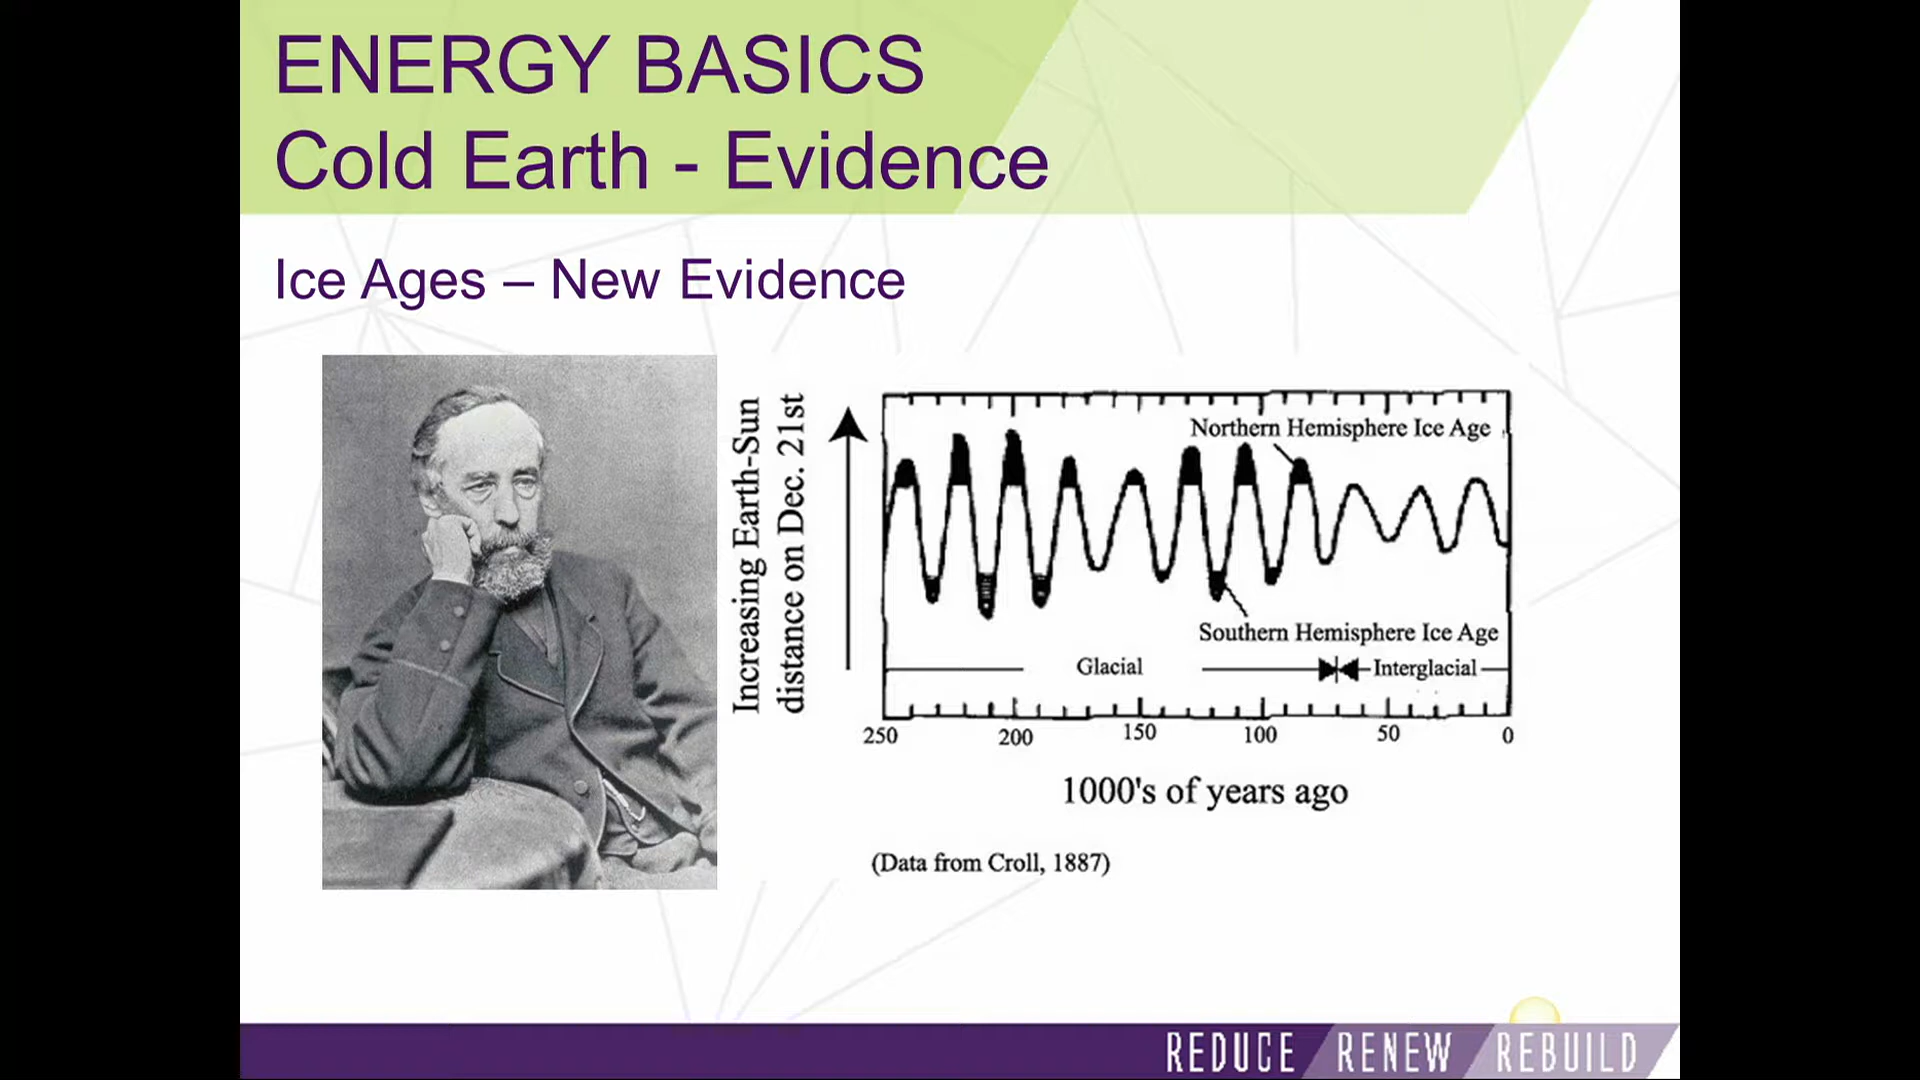 ENERGY BASICS
Cold Earth - Evidence
Ice Ages – New Evidence
Increasing Earth-Sun
distance on Dec. 21st
Northern Hemisphere Ice Age
Southern Hemisphere Ice Age
Glacial
Interglacial
250 200 150 100 50 0
1000's of years ago
(Data from Croll, 1887)
REDUCE RENEW REBUILD